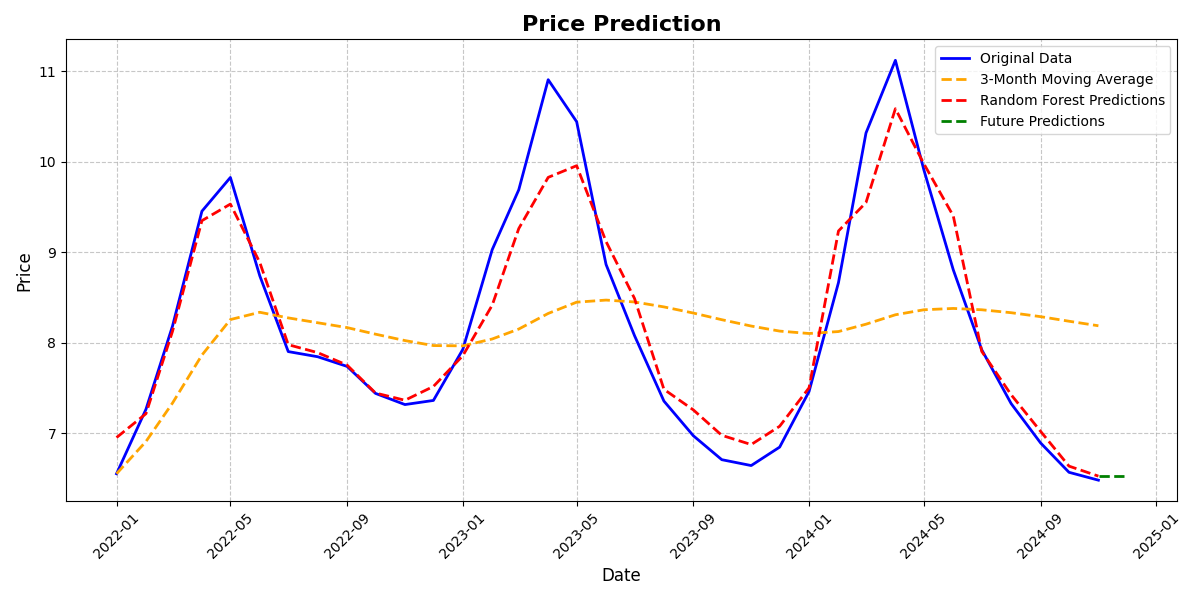 Price Prediction
Original Data
3-Month Moving Average
Random Forest Predictions
Future Predictions
Price
11
10
9
8
7
2022-01
2022-05
2022-09
2023-01
2023-05
2023-09
2024-01
2024-05
2024-09
2025-01
Date